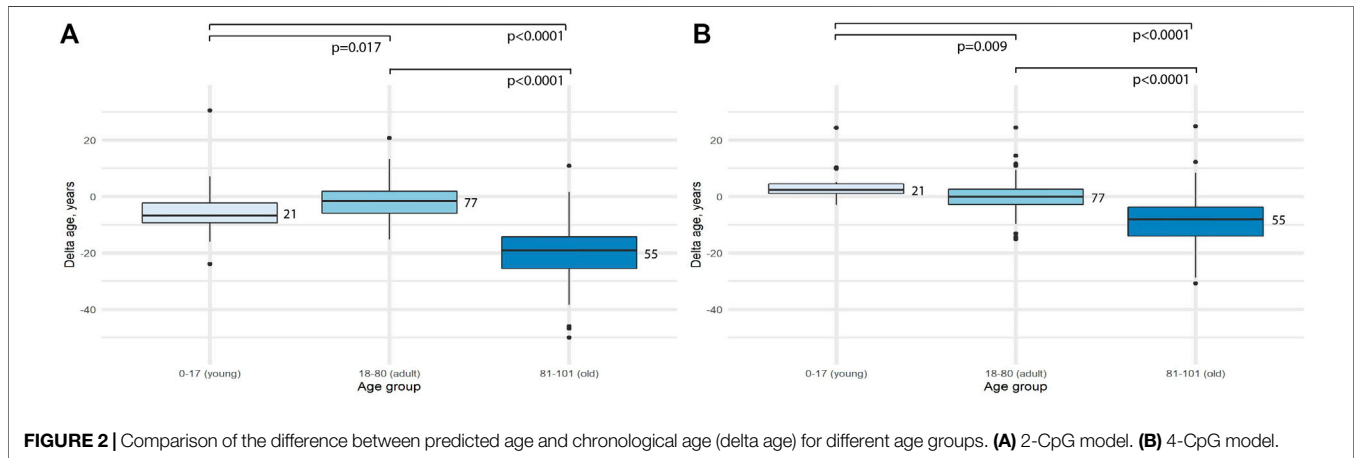 A
p<0.0001
p=0.017
p<0.0001
Delta age, years
20
0
-20
-40
21
77
55
0-17 (young)
18-80 (adult)
81-101 (old)
Age group
B
p<0.0001
p=0.009
p<0.0001
Delta age, years
20
0
-20
-40
21
77
55
0-17 (young)
18-80 (adult)
81-101 (old)
Age group
FIGURE 2 | Comparison of the difference between predicted age and chronological age (delta age) for different age groups. (A) 2-CpG model. (B) 4-CpG model.